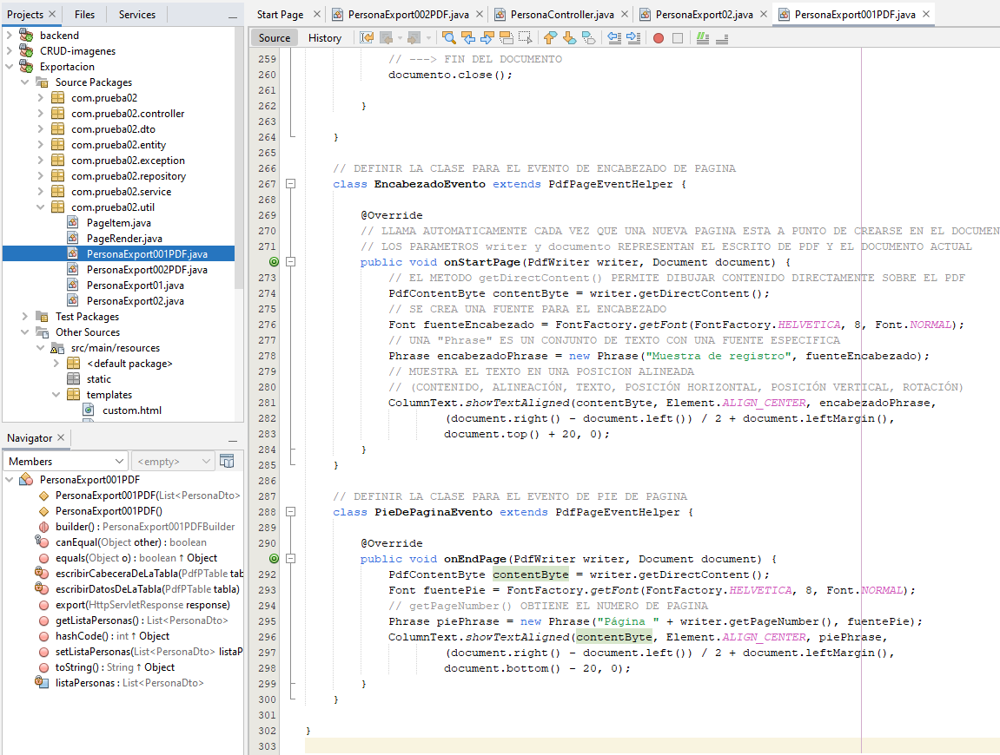 Projects
Files
Services
backend
CRUD-imagenes
Exportacion
Source Packages
com.prueba02
com.prueba02.controller
com.prueba02.dto
com.prueba02.entity
com.prueba02.exception
com.prueba02.repository
com.prueba02.service
com.prueba02.util
PageItem.java
PageRender.java
PersonaExport001PDF.java
PersonaExport002PDF.java
PersonaExport01.java
PersonaExport02.java
Test Packages
Other Sources
src/main/resources
<default package>
static
templates
custom.html
Navigator
Members
<empty>
PersonaExport001PDF
PersonaExport001PDF(List<PersonaDto>
PersonaExport001PDF()
builder() : PersonaExport001PDFBuilder
canEqual(Object other) : boolean
equals(Object o) : boolean ↑ Object
escribirCabeceraDeLaTabla(PdfPTable tab
escribirDatosDeLaTabla(PdfPTable tabla)
export(HttpServletResponse response)
getListaPersonas() : List<PersonaDto>
hashCode() : int ↑ Object
setListaPersonas(List<PersonaDto> listaP
toString() : String ↑ Object
listaPersonas : List<PersonaDto>
Start Page
PersonaExport002PDF.java
PersonaController.java
PersonaExport02.java
PersonaExport001PDF.java
Source
History
259 // ---> FIN DEL DOCUMENTO
260 documento.close();
261
262 }
263
264 }
265
266 // DEFINIR LA CLASE PARA EL EVENTO DE ENCABEZADO DE PAGINA
267 class EncabezadoEvento extends PdfPageEventHelper {
268
269 @Override
270 // LLAMA AUTOMATICAMENTE CADA VEZ QUE UNA NUEVA PAGINA ESTA A PUNTO DE CREARSE EN EL DOCUMEN
271 // LOS PARAMETROS writer y documento REPRESENTAN EL ESCRITO DE PDF Y EL DOCUMENTO ACTUAL
public void onStartPage(PdfWriter writer, Document document) {
273 // EL METODO getDirectContent() PERMITE DIBUJAR CONTENIDO DIRECTAMENTE SOBRE EL PDF
274 PdfContentByte contentByte = writer.getDirectContent();
275 // SE CREA UNA FUENTE PARA EL ENCABEZADO
276 Font fuenteEncabezado = FontFactory.getFont(FontFactory.HELVETICA, 8, Font.NORMAL);
277 // UNA "Phrase" ES UN CONJUNTO DE TEXTO CON UNA FUENTE ESPECIFICA
278 Phrase encabezadoPhrase = new Phrase("Muestra de registro", fuenteEncabezado);
279 // MUESTRA EL TEXTO EN UNA POSICION ALINEADA
280 // (CONTENIDO, ALINEACIÓN, TEXTO, POSICIÓN HORIZONTAL, POSICIÓN VERTICAL, ROTACIÓN)
281 ColumnText.showTextAligned(contentByte, Element.ALIGN_CENTER, encabezadoPhrase,
282 (document.right() - document.left()) / 2 + document.leftMargin(),
283 document.top() + 20, 0);
284 }
285 }
286
287 // DEFINIR LA CLASE PARA EL EVENTO DE PIE DE PAGINA
288 class PieDePaginaEvento extends PdfPageEventHelper {
289
290 @Override
public void onEndPage(PdfWriter writer, Document document) {
292 PdfContentByte contentByte = writer.getDirectContent();
293 Font fuentePie = FontFactory.getFont(FontFactory.HELVETICA, 8, Font.NORMAL);
294 // getPageNumber() OBTIENE EL NUMERO DE PAGINA
295 Phrase piePhrase = new Phrase("Página " + writer.getPageNumber(), fuentePie);
296 ColumnText.showTextAligned(contentByte, Element.ALIGN_CENTER, piePhrase,
297 (document.right() - document.left()) / 2 + document.leftMargin(),
298 document.bottom() - 20, 0);
299 }
300 }
301
302 }
303